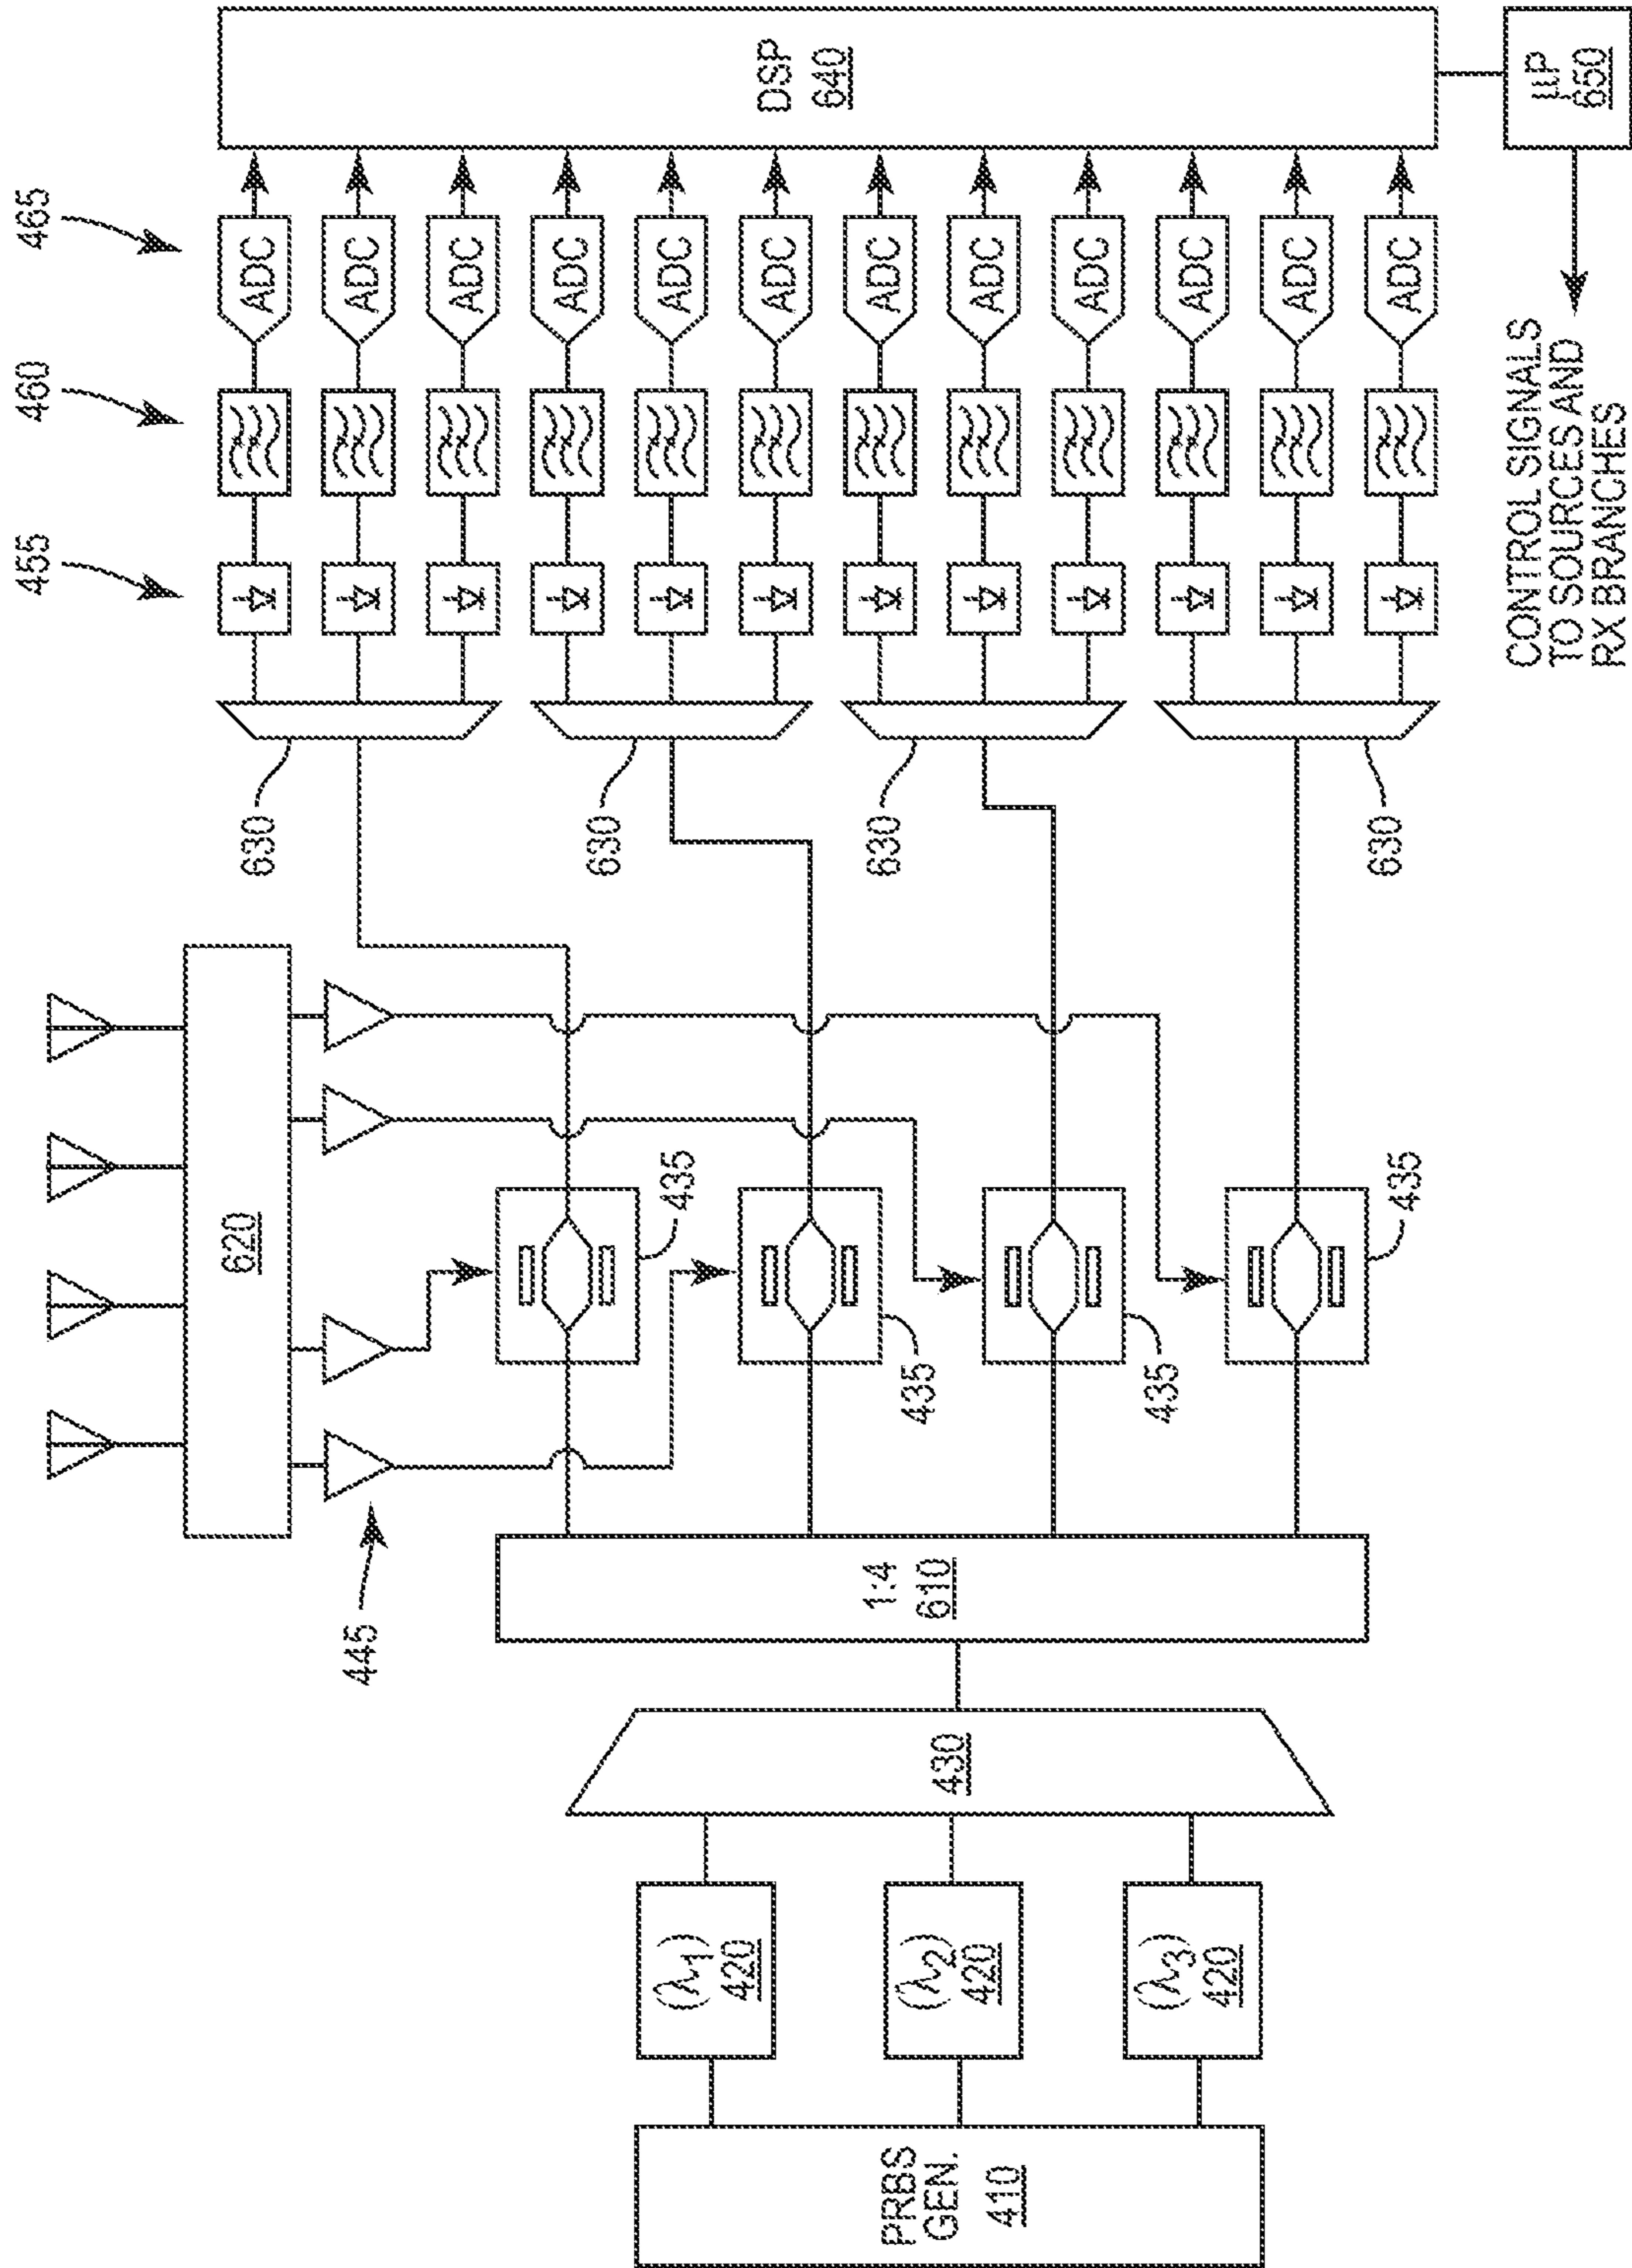 455
460
465
630
ADC
ADC
ADC
DSP
640
620
445
ADC
ADC
ADC
630
435
(λ1)
420
1:4
610
435
ADC
ADC
ADC
630
PRBS
GEN.
410
(λ2)
420
430
435
ADC
ADC
ADC
630
(λ3)
420
435
CONTROL SIGNALS
TO SOURCES AND
RX BRANCHES
μP
650